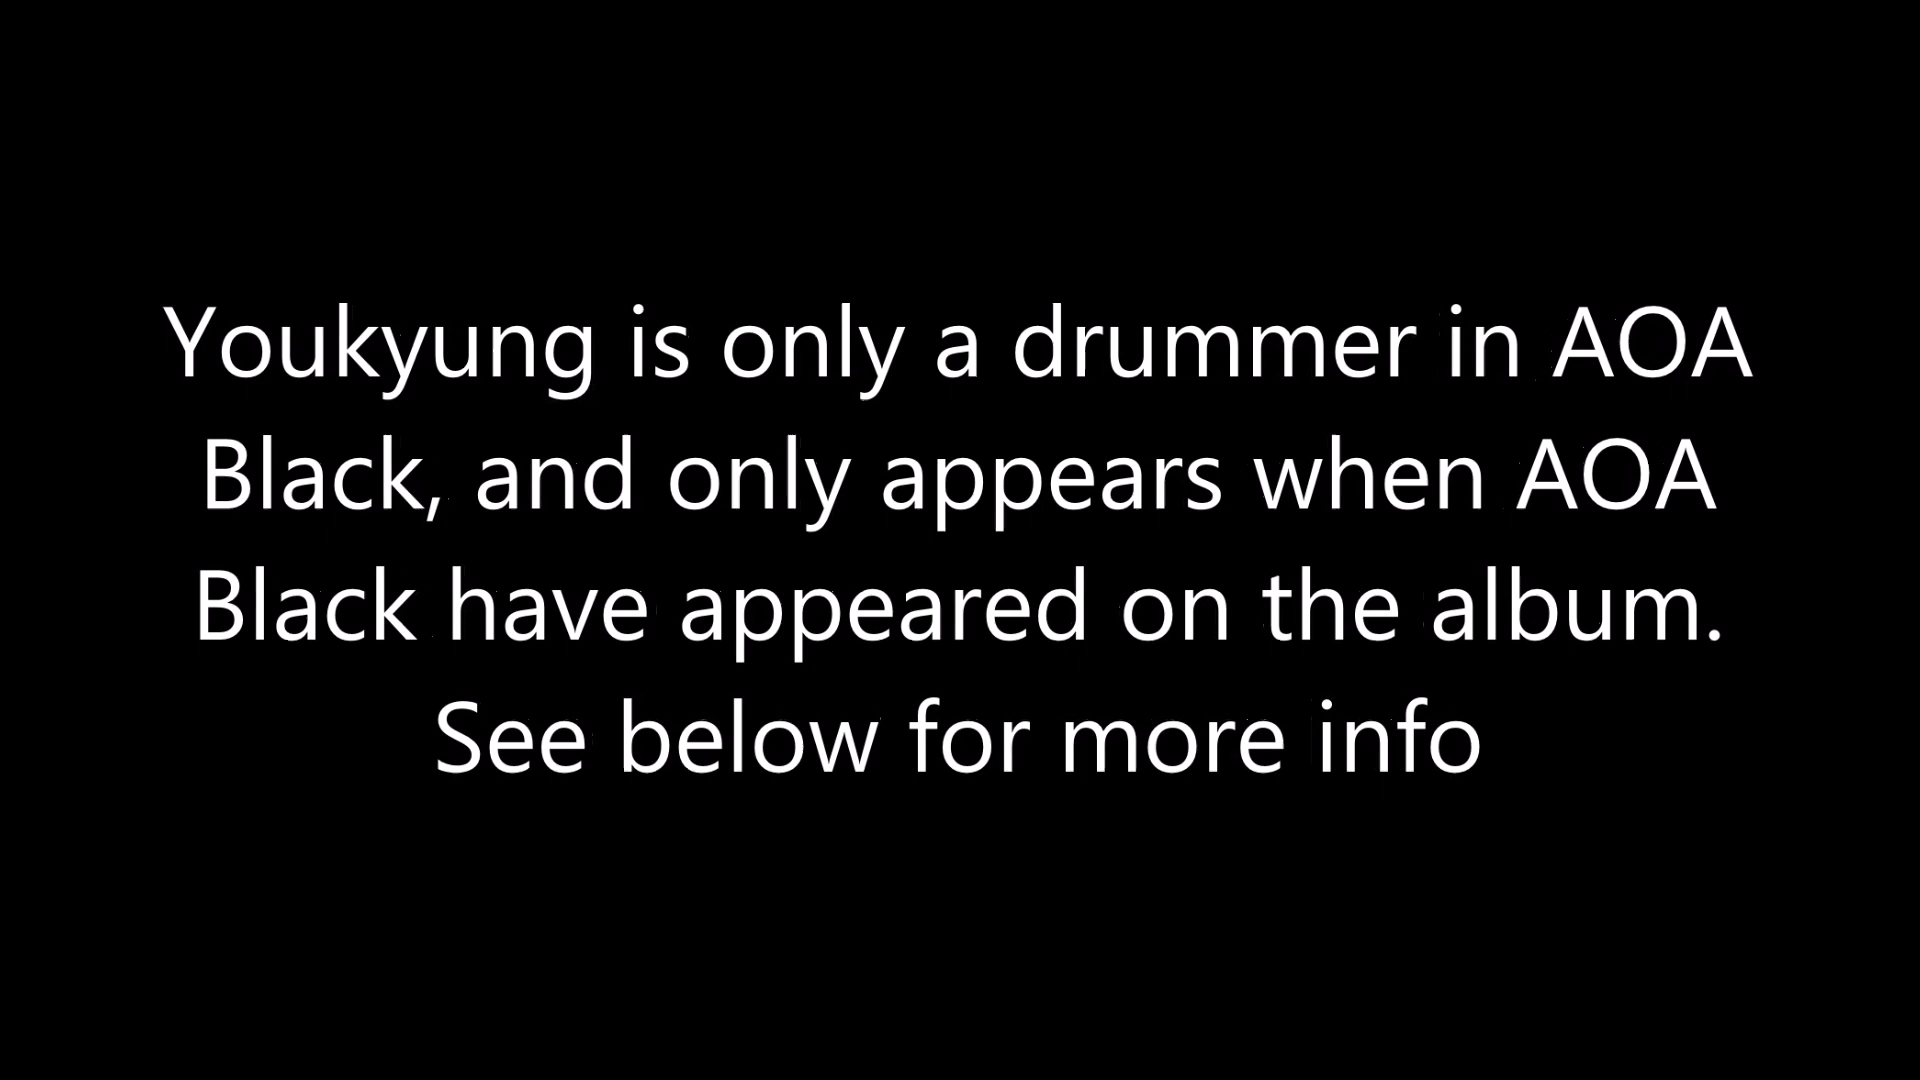 Youkyung is only a drummer in AOA
Black, and only appears when AOA
Black have appeared on the album.
See below for more info